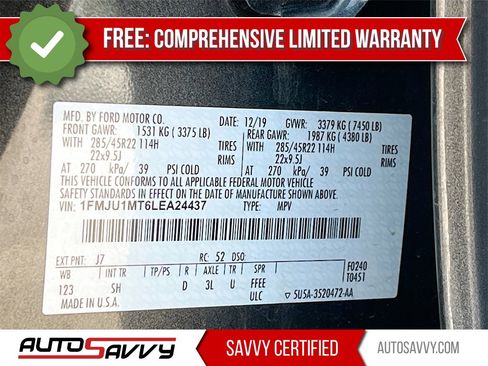 FREE: COMPREHENSIVE LIMITED WARRANTY
MFD. BY FORD MOTOR CO.
12/19 GVWR: 3379 KG ( 7450 LB)
FRONT GAWR: 1531 KG ( 3375 LB) REAR GAWR: 1987 KG ( 4380 LB)
WITH WITH
285/45R22 114H TIRES 285/45R22 114H TIRES
22x9.5J RIMS 22x9.5J RIMS
AT 270 kPa/ 39 PSI COLD AT 270 kPa/ 39 PSI COLD
THIS VEHICLE CONFORMS TO ALL APPLICABLE FEDERAL MOTOR VEHICLE
SAFETY STANDARDS IN EFFECT ON THE DATE OF MANUFACTURE SHOWN ABOVE.
VIN: 1FMJU1MT6LEA24437 TYPE: MPV
EXT PNT: J7 RC: 52 DSO:
WB INT TR TP/PS R AXLE TR SPR F0240
123 SH D 3L U FFEE T0451
MADE IN U.S.A. ULC 5U5A-3520472-AA
AUTOSAVVY
SAVVY CERTIFIED
AUTOSAVVY.COM